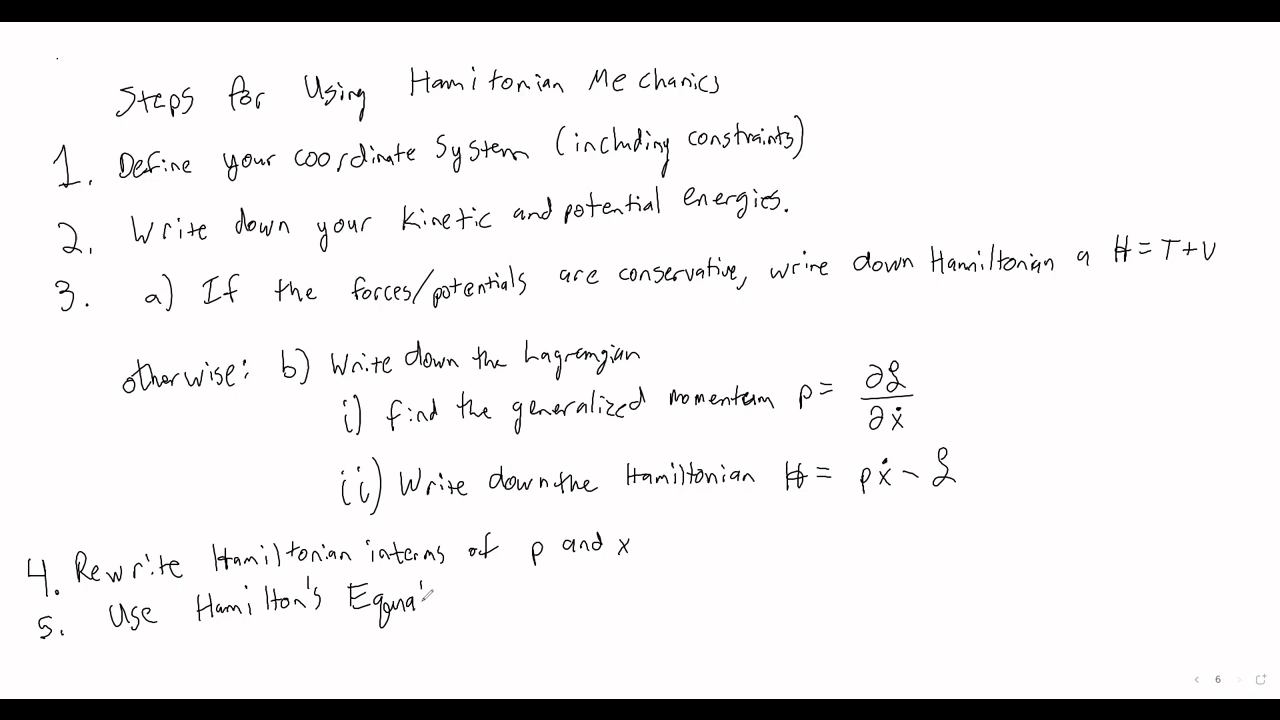 Steps for Using Hamiltonian Mechanics
1. Define your coordinate system (including constraints)
2. Write down your kinetic and potential energies.
3. a) If the forces/potentials are conservative, write down Hamiltonian a H = T + U
otherwise: b) Write down the Lagrangian
i) find the generalized momentum p = ∂ℒ/∂ẋ
ii) Write down the Hamiltonian H = pẋ - ℒ
4. Rewrite Hamiltonian interms of p and x
5. Use Hamilton's Equa
6